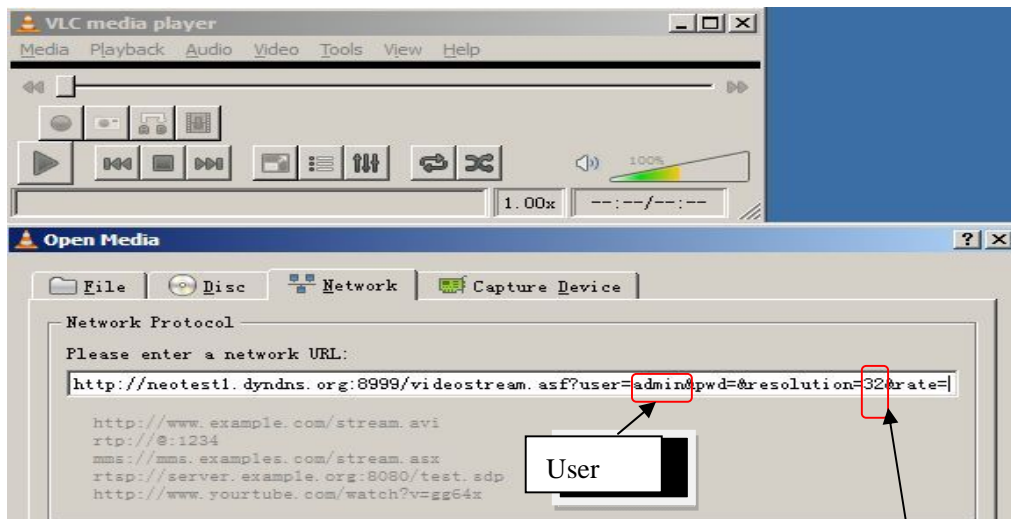 VLC media player
Media Playback Audio Video Tools View Help
100%
1.00x --:--/--:--
Open Media
File Disc Network Capture Device
Network Protocol
Please enter a network URL:
http://neotest1.dyndns.org:8999/videostream.asf?user=admin&pwd=&resolution=32&rate=
http://www.example.com/stream.avi
rtp://@:1234
mms://mms.examples.com/stream.asx
rtsp://server.example.org:8080/test.sdp
http://www.yourtube.com/watch?v=gg64x
User